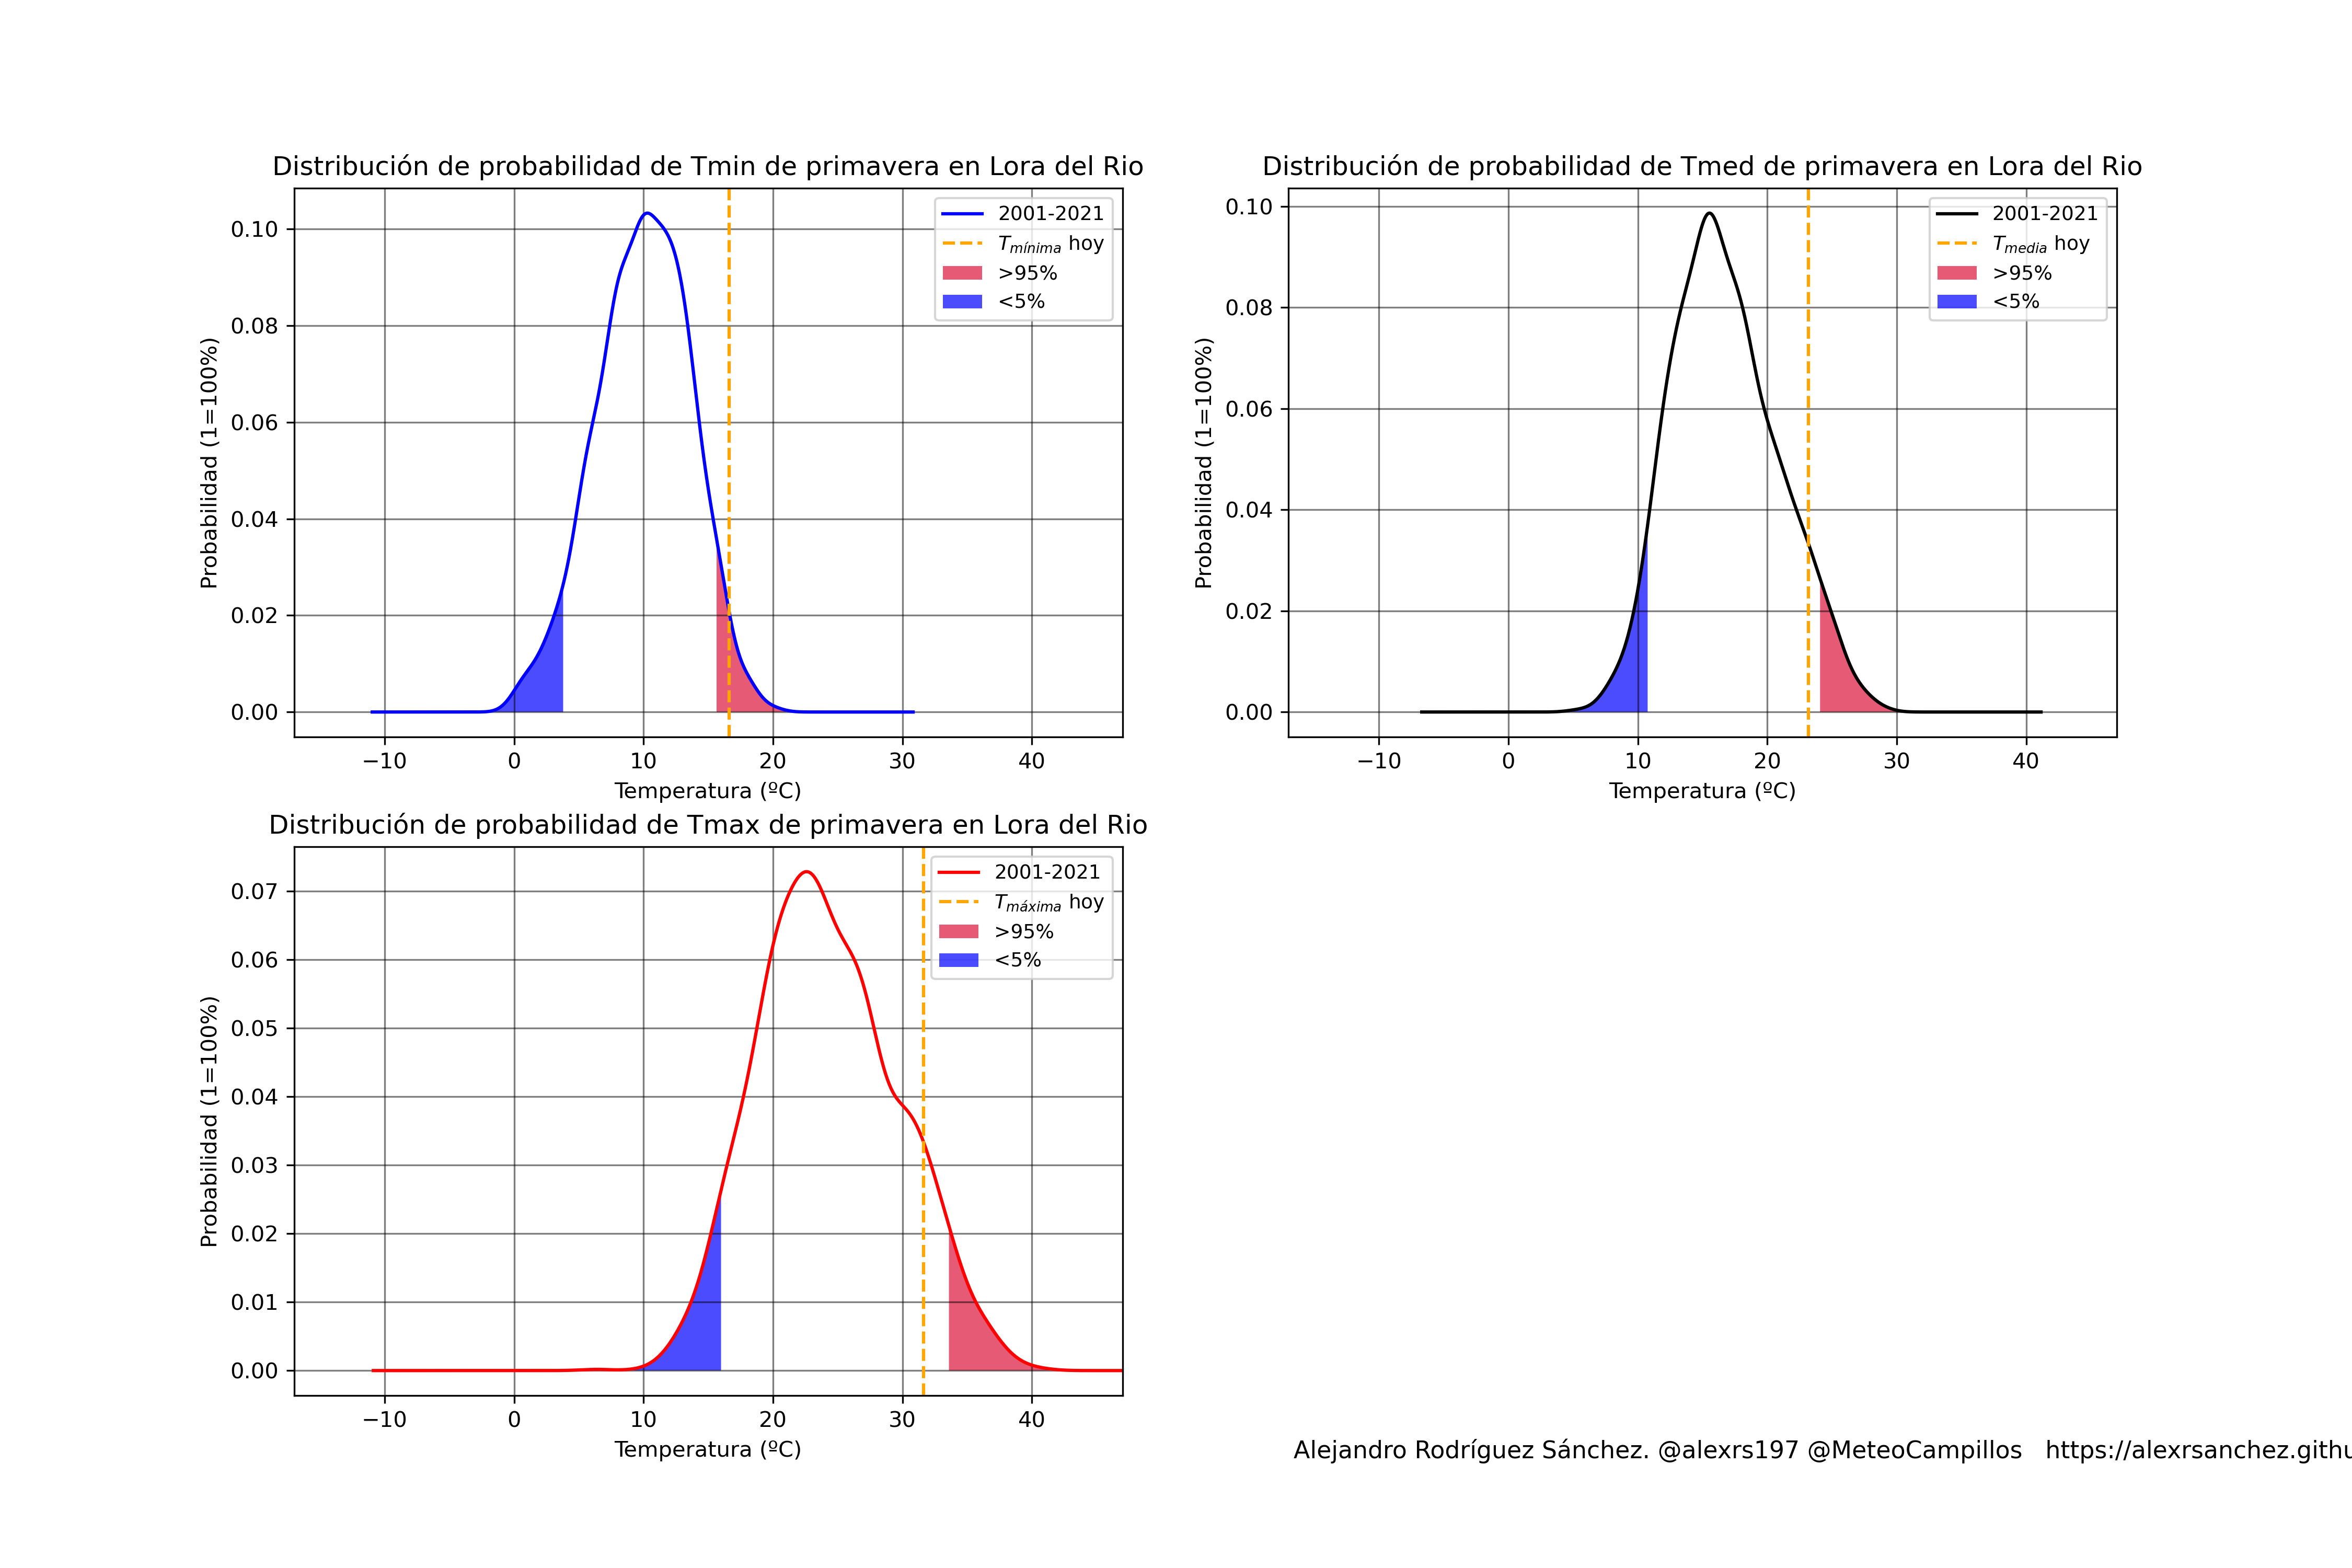 Distribución de probabilidad de Tmin de primavera en Lora del Rio
0.10
0.08
0.06
0.04
0.02
0.00
Probabilidad (1=100%)
2001-2021
Tmínima hoy
>95%
<5%
−10 0 10 20 30 40
Temperatura (ºC)
Distribución de probabilidad de Tmed de primavera en Lora del Rio
0.10
0.08
0.06
0.04
0.02
0.00
Probabilidad (1=100%)
2001-2021
Tmedia hoy
>95%
<5%
−10 0 10 20 30 40
Temperatura (ºC)
Distribución de probabilidad de Tmax de primavera en Lora del Rio
0.07
0.06
0.05
0.04
0.03
0.02
0.01
0.00
Probabilidad (1=100%)
2001-2021
Tmáxima hoy
>95%
<5%
−10 0 10 20 30 40
Temperatura (ºC)
Alejandro Rodríguez Sánchez. @alexrs197 @MeteoCampillos https://alexrsanchez.githu